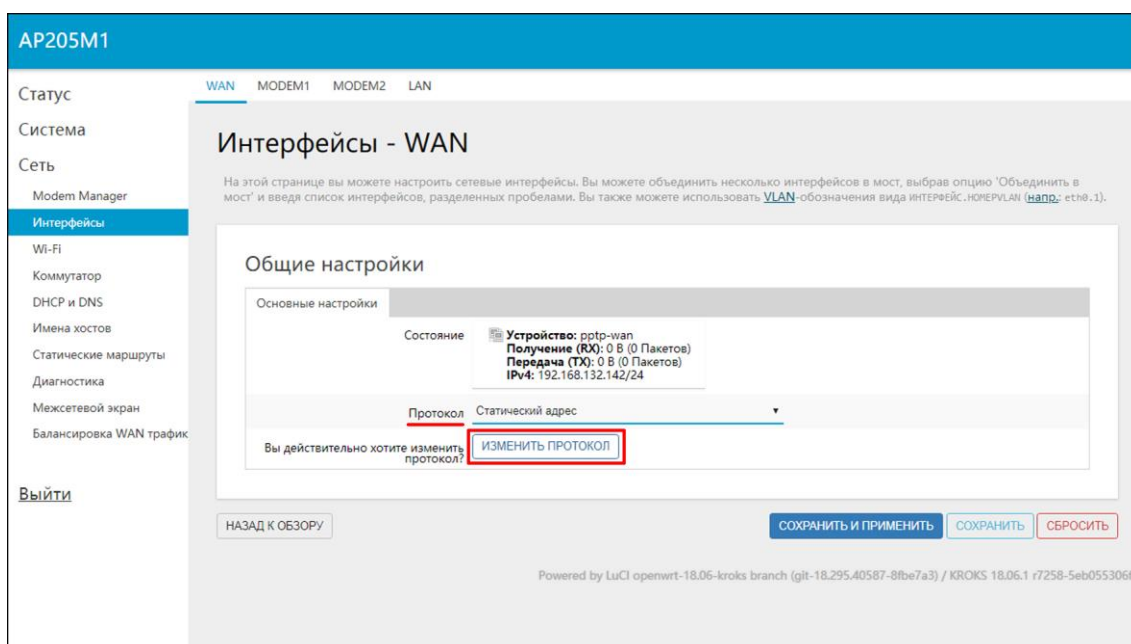 AP205M1
Статус
Система
Сеть
Modem Manager
Интерфейсы
Wi-Fi
Коммутатор
DHCP и DNS
Имена хостов
Статические маршруты
Диагностика
Межсетевой экран
Балансировка WAN трафик
Выйти
WAN MODEM1 MODEM2 LAN
Интерфейсы - WAN
На этой странице вы можете настроить сетевые интерфейсы. Вы можете объединить несколько интерфейсов в мост, выбрав опцию 'Объединить в
мост' и введя список интерфейсов, разделенных пробелами. Вы также можете использовать VLAN-обозначения вида ИНТЕРФЕЙС.НОМЕРVLAN (напр.: eth0.1).
Общие настройки
Основные настройки
Состояние
Устройство: pptp-wan
Получение (RX): 0 B (0 Пакетов)
Передача (TX): 0 B (0 Пакетов)
IPv4: 192.168.132.142/24
Протокол Статический адрес
Вы действительно хотите изменить
протокол?
ИЗМЕНИТЬ ПРОТОКОЛ
НАЗАД К ОБЗОРУ СОХРАНИТЬ И ПРИМЕНИТЬ СОХРАНИТЬ СБРОСИТЬ
Powered by LuCI openwrt-18.06-kroks branch (git-18.295.40587-8fbe7a3) / KROKS 18.06.1 r7258-5eb055306f